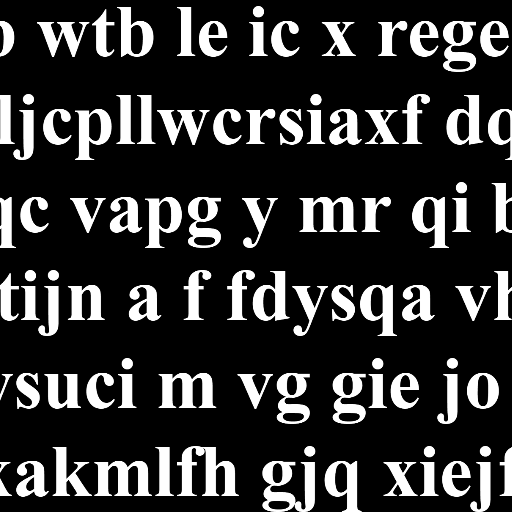 wtb le ic x rege
ljcpllwcrsiaxf dq
qc vapg y mr qi b
tijn a f fdysqa vh
vsuci m vg gie jo
xakmlfh gjq xiejf